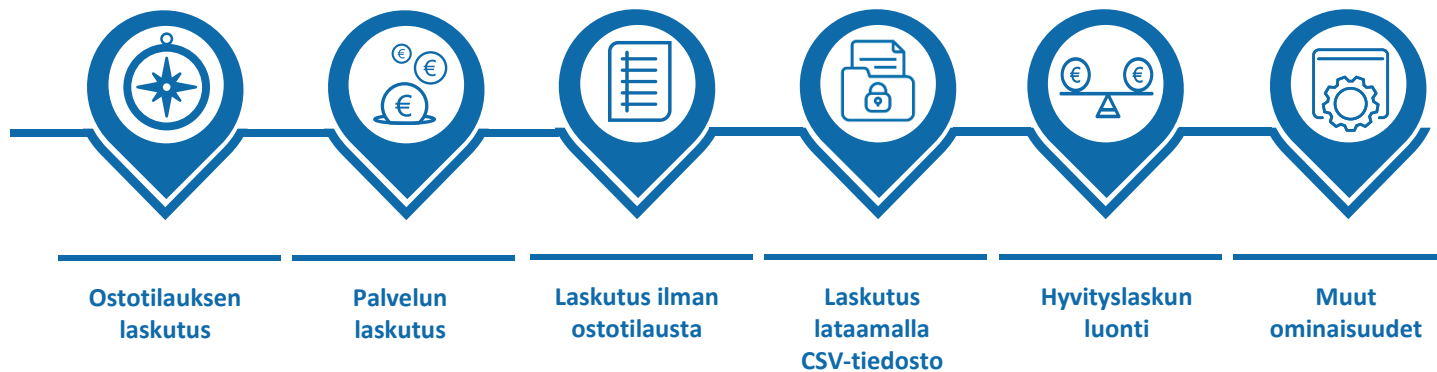 €
€
€
€
€
Ostotilauksen
laskutus
Palvelun
laskutus
Laskutus ilman
ostotilausta
Laskutus
lataamalla
CSV-tiedosto
Hyvityslaskun
luonti
Muut
ominaisuudet